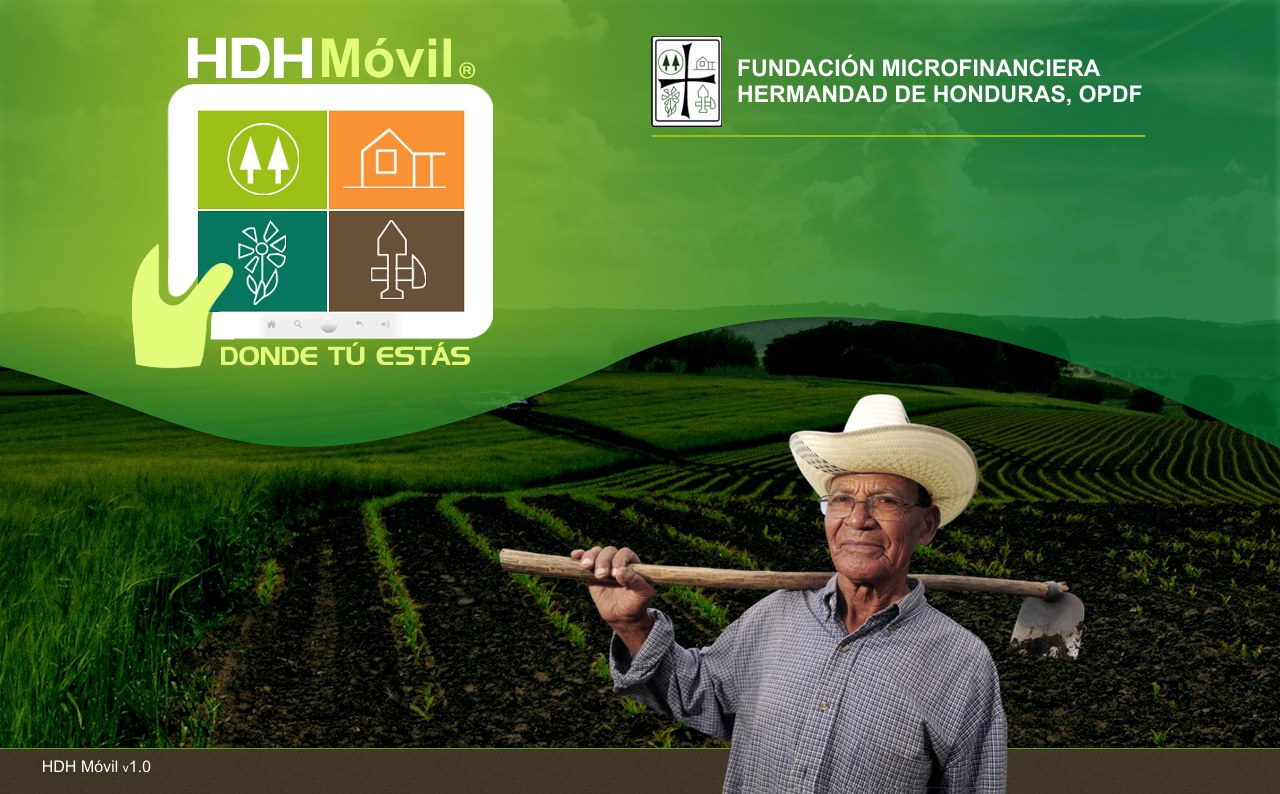 HDH Móvil ®
DONDE TÚ ESTÁS
FUNDACIÓN MICROFINANCIERA
HERMANDAD DE HONDURAS, OPDF
HDH Móvil v1.0